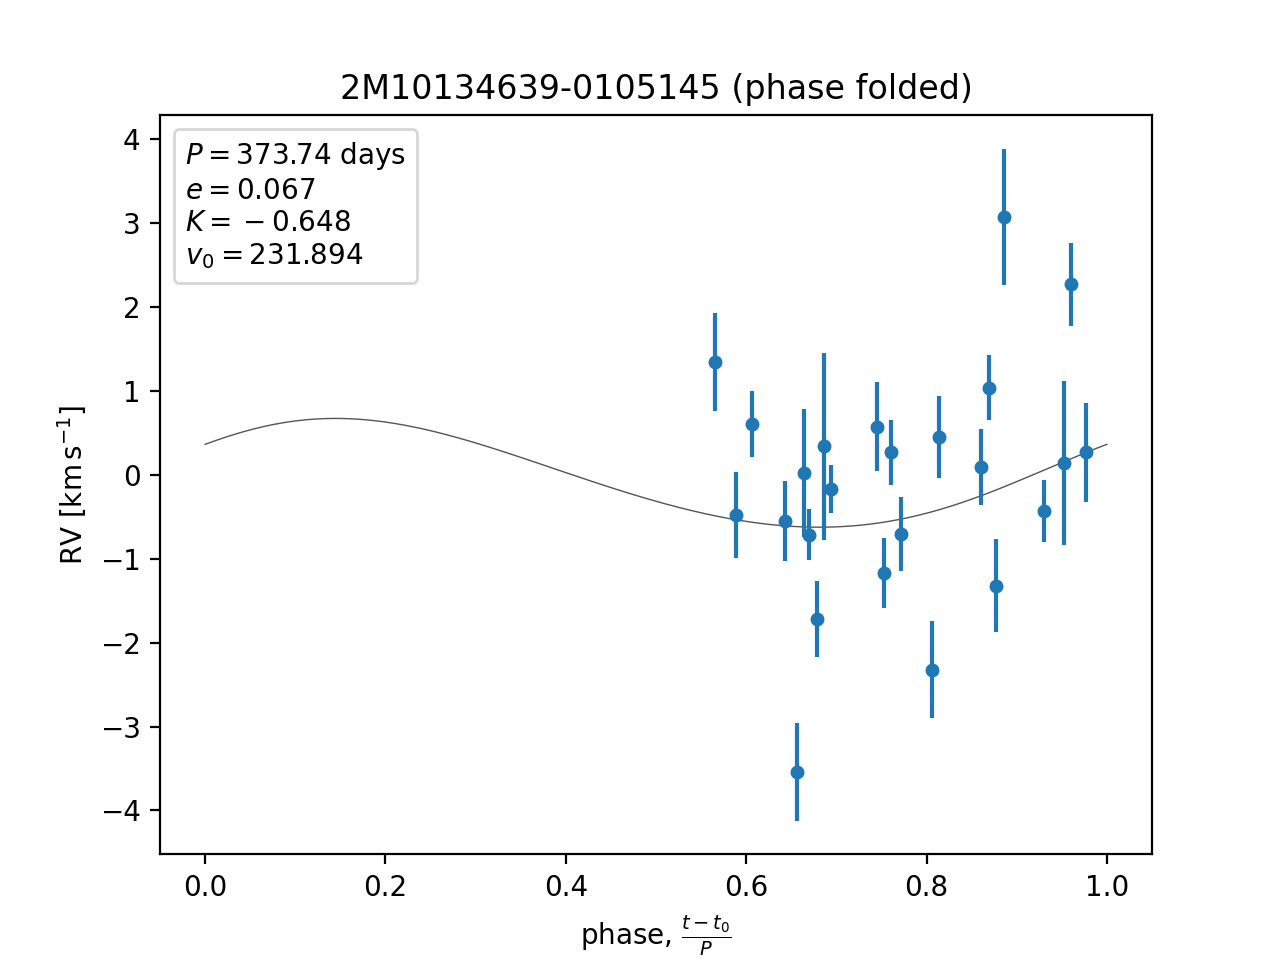 2M10134639-0105145 (phase folded)
P = 373.74 days
e = 0.067
K = −0.648
v₀ = 231.894
4
3
2
1
0
−1
−2
−3
−4
RV [km s⁻¹]
0.0 0.2 0.4 0.6 0.8 1.0
phase, (t − t₀)/P